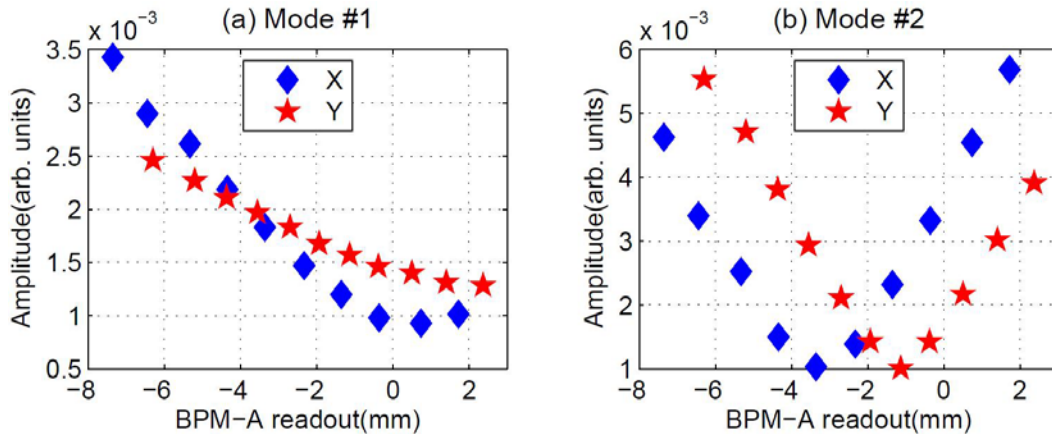 (a) Mode #1
x 10⁻³
3.5
3
2.5
2
1.5
1
0.5
Amplitude(arb. units)
X
Y
−8 −6 −4 −2 0 2
BPM−A readout(mm)
(b) Mode #2
x 10⁻³
6
5
4
3
2
1
Amplitude(arb. units)
X
Y
−8 −6 −4 −2 0 2
BPM−A readout(mm)